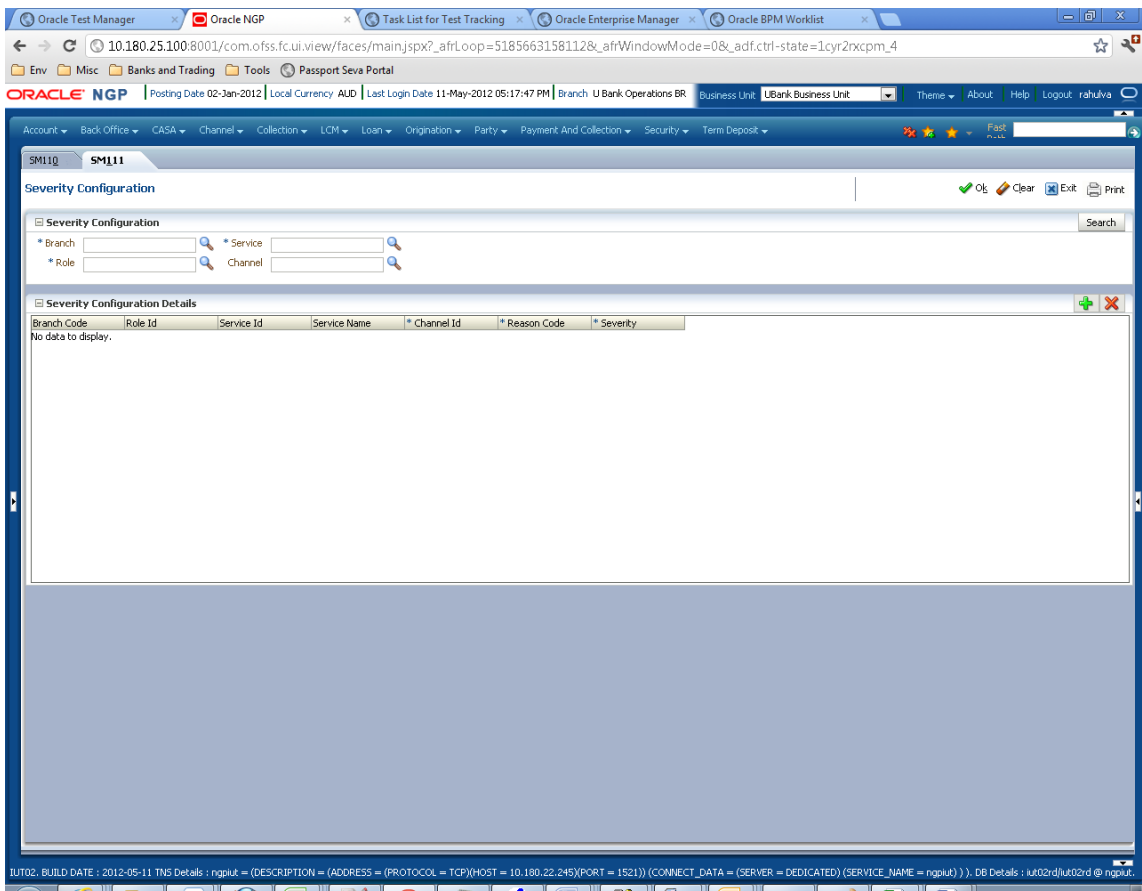 Oracle Test Manager × Oracle NGP × Task List for Test Tracking × Oracle Enterprise Manager × Oracle BPM Worklist ×
10.180.25.100:8001/com.ofss.fc.ui.view/faces/main.jspx?_afrLoop=5185663158112&_afrWindowMode=0&_adf.ctrl-state=1cyr2rxcpm_4
Env Misc Banks and Trading Tools Passport Seva Portal
ORACLE NGP Posting Date 02-Jan-2012 Local Currency AUD Last Login Date 11-May-2012 05:17:47 PM Branch U Bank Operations BR Business Unit UBank Business Unit Theme About Help Logout rahulva
Account Back Office CASA Channel Collection LCM Loan Origination Party Payment And Collection Security Term Deposit Fast
SM110 SM111
Severity Configuration Ok Clear Exit Print
Severity Configuration Search
* Branch * Service
* Role Channel
Severity Configuration Details
Branch Code Role Id Service Id Service Name * Channel Id * Reason Code * Severity
No data to display.
IUT02. BUILD DATE : 2012-05-11 TNS Details : ngpiut = (DESCRIPTION = (ADDRESS = (PROTOCOL = TCP)(HOST = 10.180.22.245)(PORT = 1521)) (CONNECT_DATA = (SERVER = DEDICATED) (SERVICE_NAME = ngpiut) ) ). DB Details : iut02rd/iut02rd @ ngpiut.